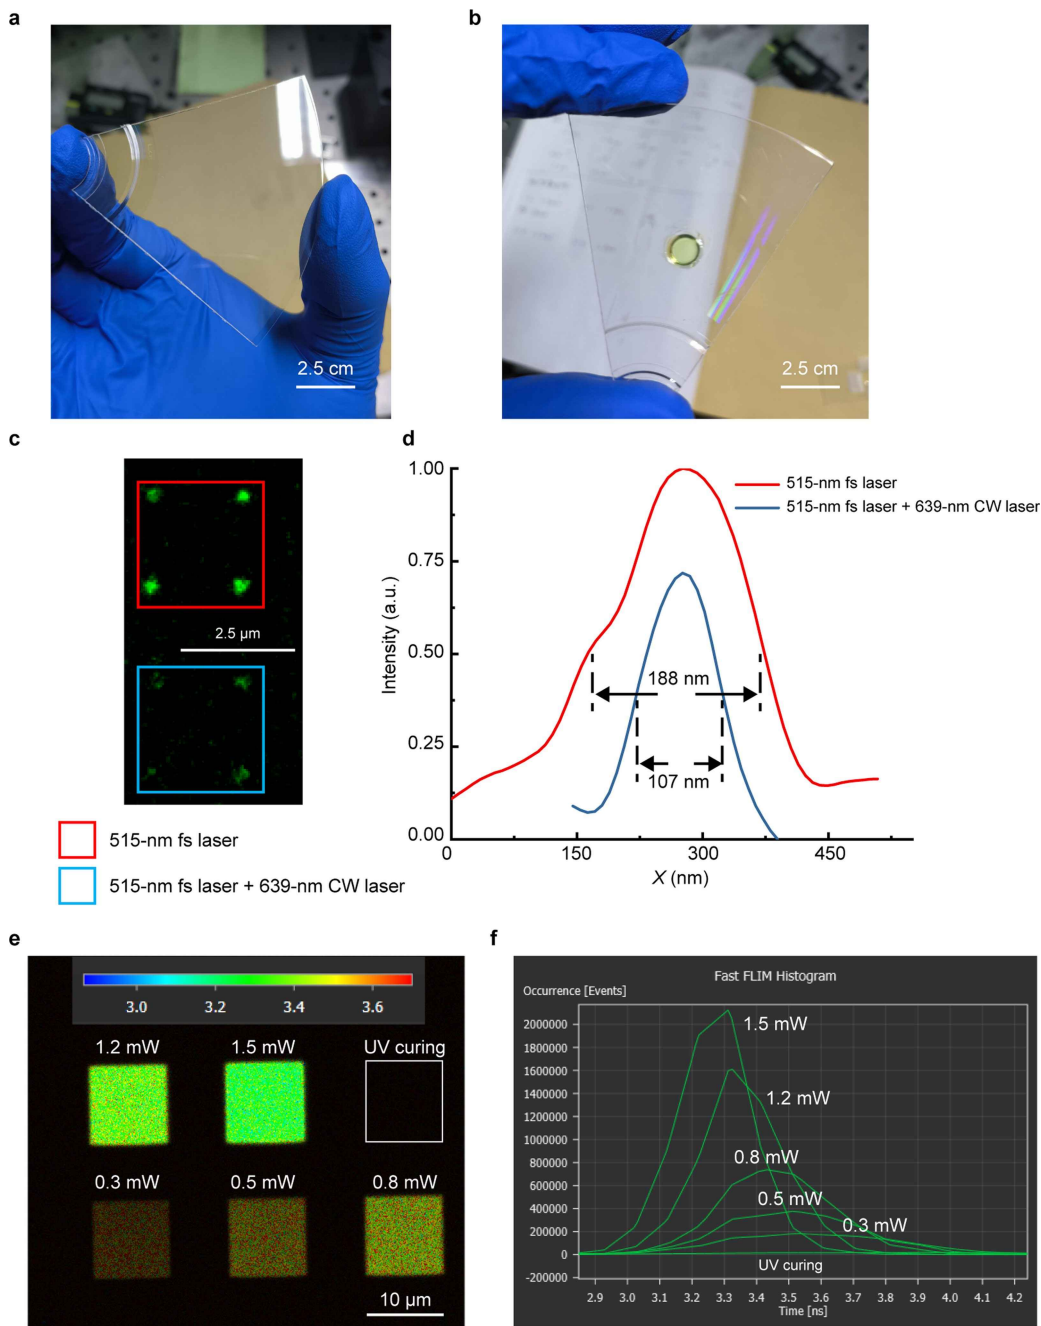 a
b
2.5 cm
2.5 cm
c
d
2.5 μm
515-nm fs laser
515-nm fs laser + 639-nm CW laser
1.00
0.75
0.50
0.25
0.00
Intensity (a.u.)
515-nm fs laser
515-nm fs laser + 639-nm CW laser
188 nm
107 nm
0
150
300
450
X (nm)
e
f
3.0
3.2
3.4
3.6
1.2 mW
1.5 mW
UV curing
0.3 mW
0.5 mW
0.8 mW
10 μm
Fast FLIM Histogram
Occurrence [Events]
2000000
1800000
1600000
1400000
1200000
1000000
800000
600000
400000
200000
0
-200000
1.5 mW
1.2 mW
0.8 mW
0.5 mW
0.3 mW
UV curing
2.9 3.0 3.1 3.2 3.3 3.4 3.5 3.6 3.7 3.8 3.9 4.0 4.1 4.2
Time [ns]